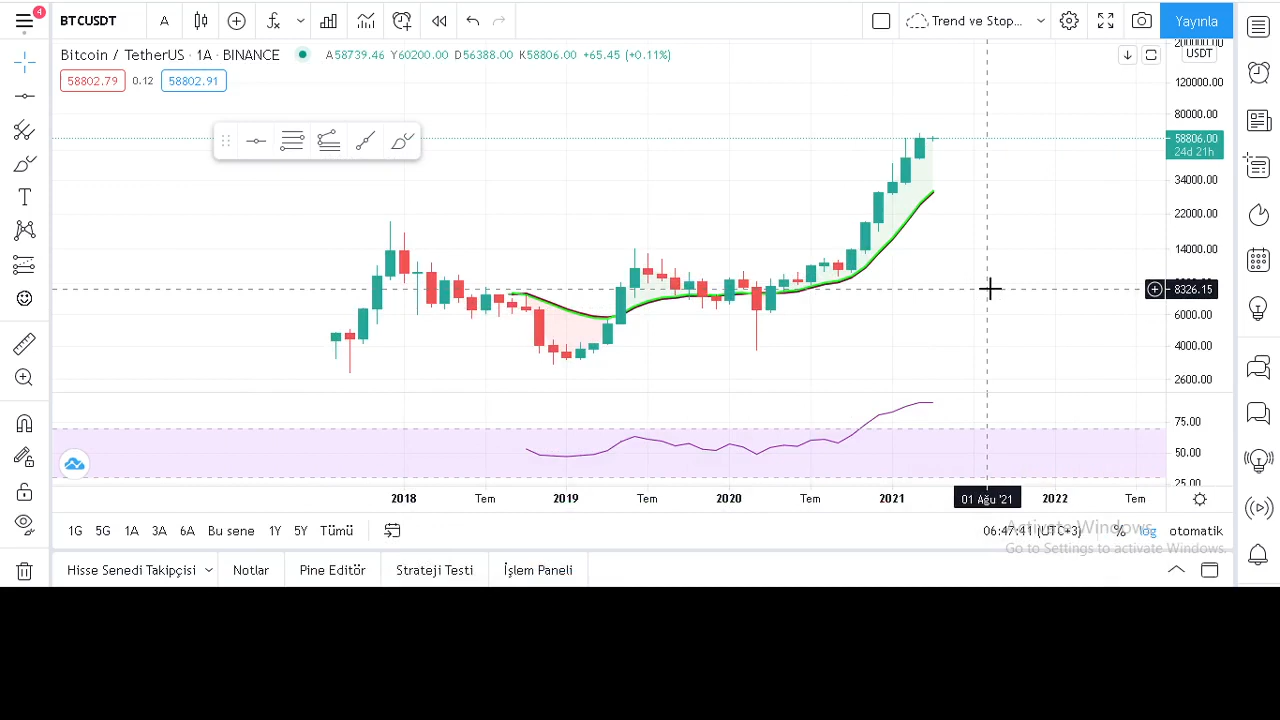 4
BTCUSDT A Trend ve Stop... Yayınla
Bitcoin / TetherUS · 1A · BINANCE A58739.46 Y60200.00 D56388.00 K58806.00 +65.45 (+0.11%)
58802.79 0.12 58802.91
200000.00
USDT
120000.00
80000.00
58806.00
24d 21h
34000.00
22000.00
14000.00
8326.15
6000.00
4000.00
2600.00
75.00
50.00
25.00
2018 Tem 2019 Tem 2020 Tem 2021 01 Ağu '21 2022 Tem
1G 5G 1A 3A 6A Bu sene 1Y 5Y Tümü 06:47:41 (UTC+3) % log otomatik
Activate Windows
Go to Settings to activate Windows.
Hisse Senedi Takipçisi Notlar Pine Editör Strateji Testi İşlem Paneli